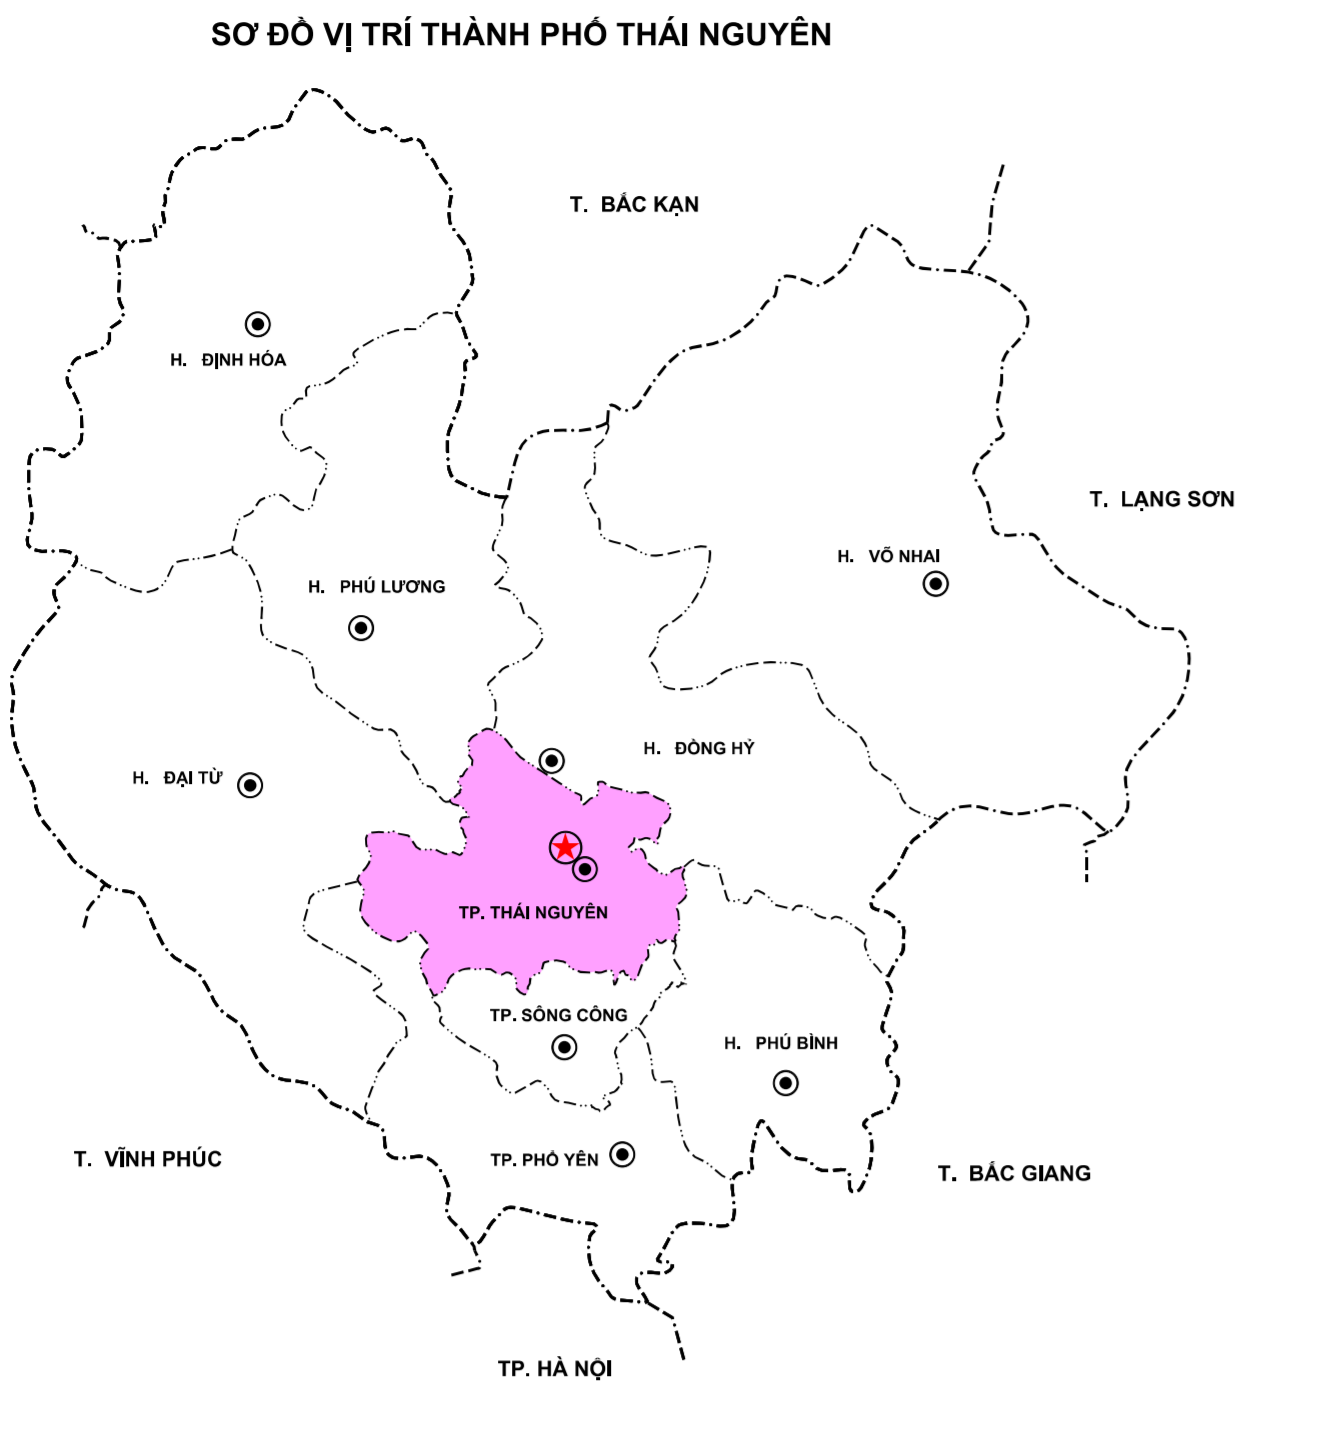 SƠ ĐỒ VỊ TRÍ THÀNH PHỐ THÁI NGUYÊN
T. BẮC KẠN
H. ĐỊNH HÓA
T. LẠNG SƠN
H. VÕ NHAI
H. PHÚ LƯƠNG
H. ĐỒNG HỶ
H. ĐẠI TỪ
TP. THÁI NGUYÊN
TP. SÔNG CÔNG
H. PHÚ BÌNH
T. VĨNH PHÚC
TP. PHỔ YÊN
T. BẮC GIANG
TP. HÀ NỘI